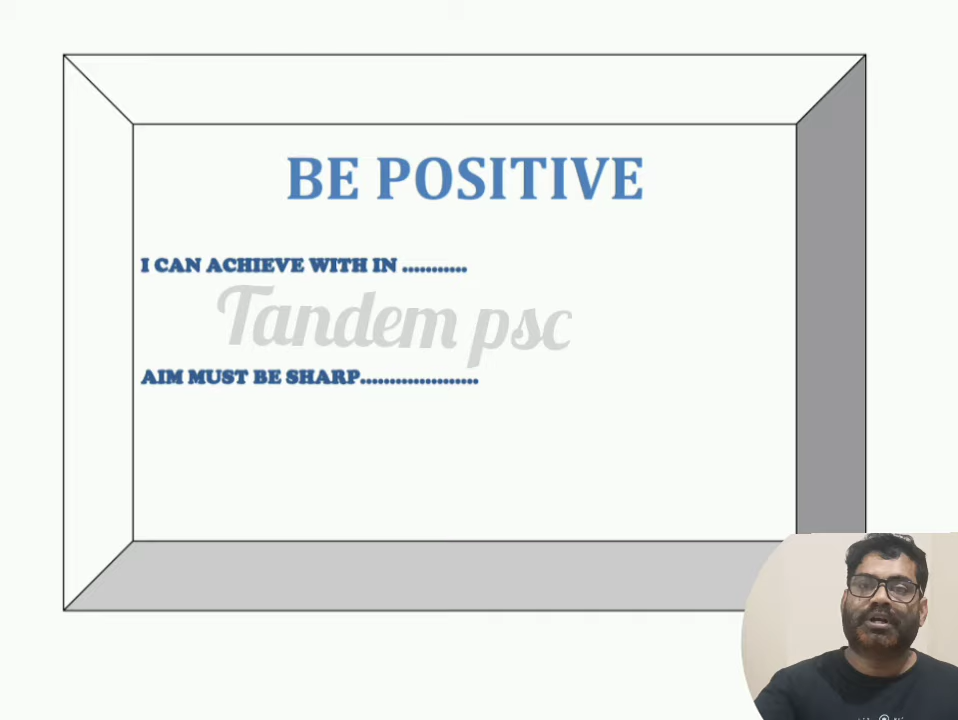 BE POSITIVE
I CAN ACHIEVE WITH IN ...........
Tandem psc
AIM MUST BE SHARP....................